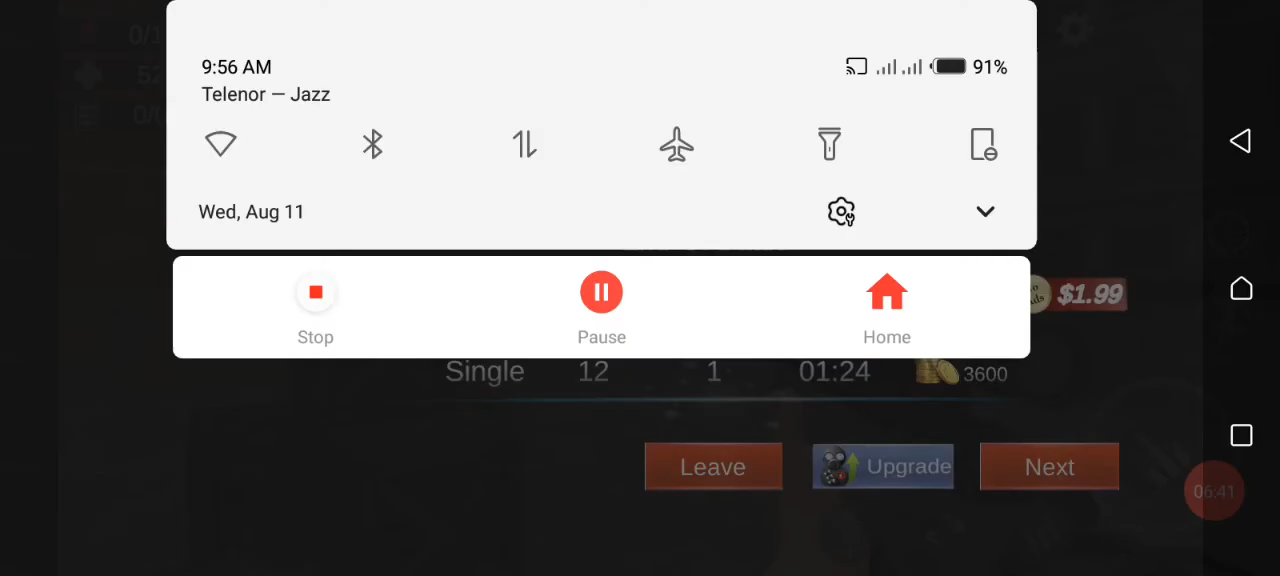 9:56 AM
91%
Telenor — Jazz
Wed, Aug 11
Stop
Pause
Home
$1.99
Single 12 1 01:24 3600
Leave
Upgrade
Next
06:41